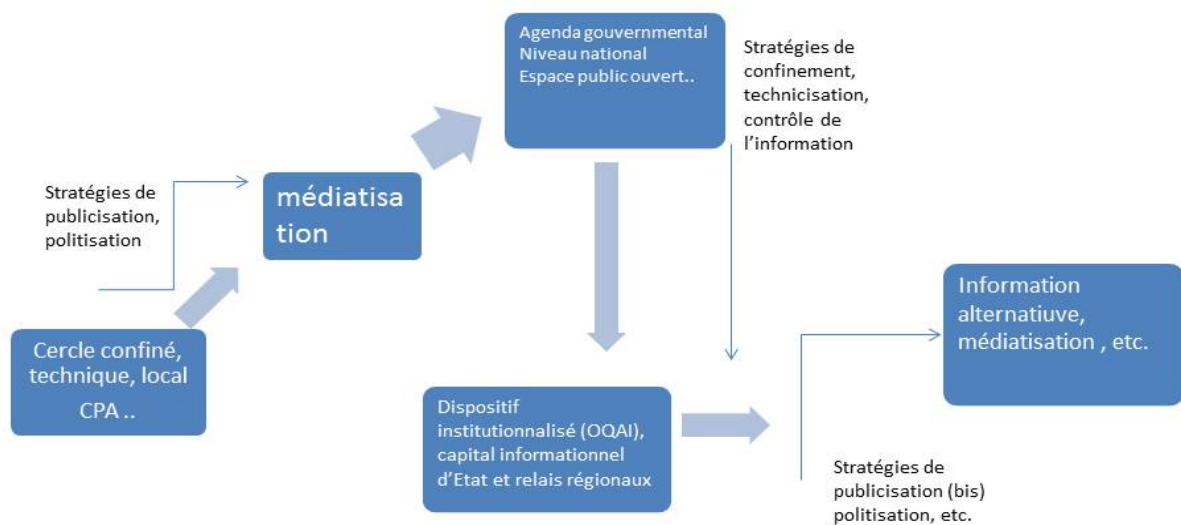 Agenda gouvernmental
Niveau national
Espace public ouvert..
Stratégies de
confinement,
technicisation,
contrôle de
l’information
Stratégies de
publicisation,
politisation
médiatisa
tion
Cercle confiné,
technique, local
CPA ..
Information
alternatiuve,
médiatisation , etc.
Dispositif
institutionnalisé (OQAI),
capital informationnel
d’Etat et relais régionaux
Stratégies de
publicisation (bis)
politisation, etc.